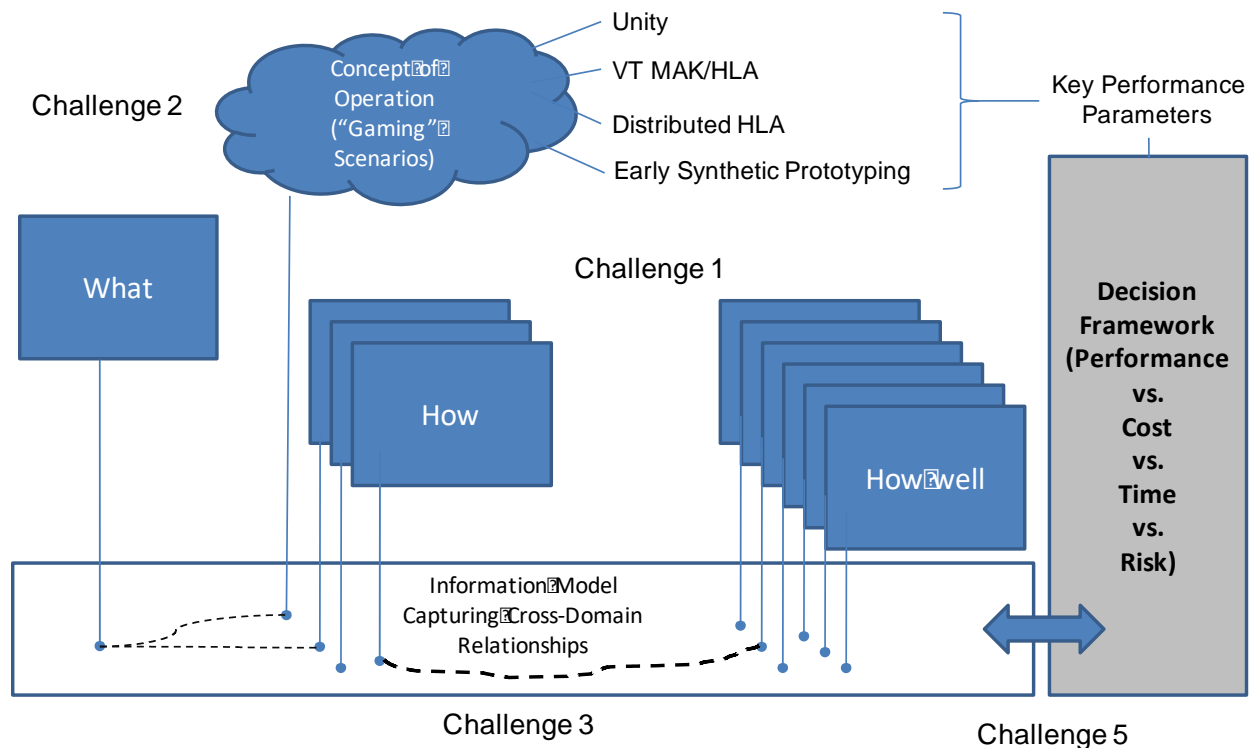 Unity
Concept of
Operation
("Gaming"
Scenarios)
VT MAK/HLA
Distributed HLA
Early Synthetic Prototyping
Key Performance
Parameters
Challenge 2
What
Challenge 1
How
How well
Decision
Framework
(Performance
vs.
Cost
vs.
Time
vs.
Risk)
Information Model
Capturing Cross-Domain
Relationships
Challenge 3
Challenge 5